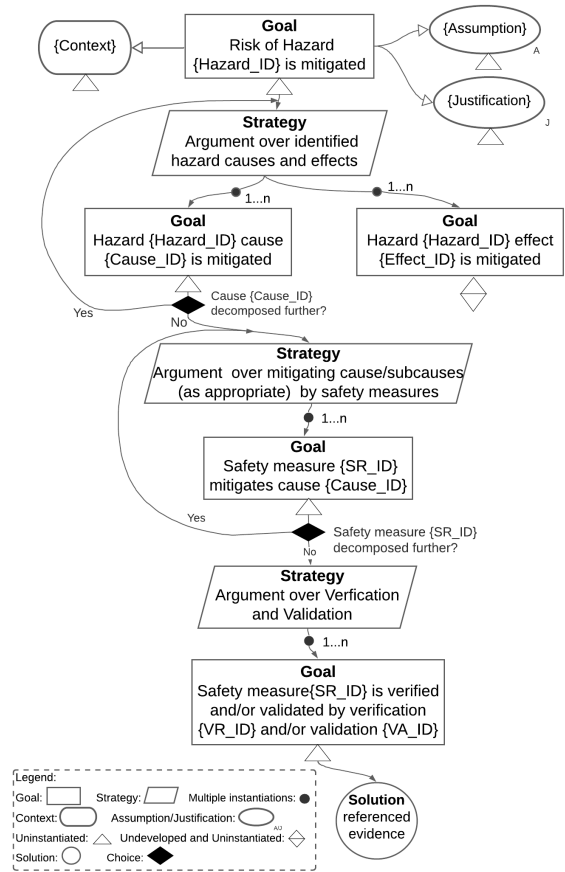 Goal
Risk of Hazard
{Hazard_ID}
is mitigated
{Context}
{Assumption}
A
{Justification}
J
Strategy
Argument over identified
hazard causes and effects
1...n
1...n
Goal
Hazard {Hazard_ID} cause
{Cause_ID} is mitigated
Goal
Hazard {Hazard_ID} effect
{Effect_ID} is mitigated
Cause {Cause_ID}
decomposed further?
Yes
No
Strategy
Argument over mitigating cause/subcauses
(as appropriate) by safety measures
1...n
Goal
Safety measure {SR_ID}
mitigates cause {Cause_ID}
Yes
Safety measure {SR_ID}
decomposed further?
No
Strategy
Argument over Verfication
and Validation
1...n
Goal
Safety measure{SR_ID} is verified
and/or validated by verification
{VR_ID} and/or validation {VA_ID}
Solution
referenced
evidence
Legend:
Goal: Strategy: Multiple instantiations:
Context: Assumption/Justification:
A/J
Uninstantiated: Undeveloped and Uninstantiated:
Solution: Choice: